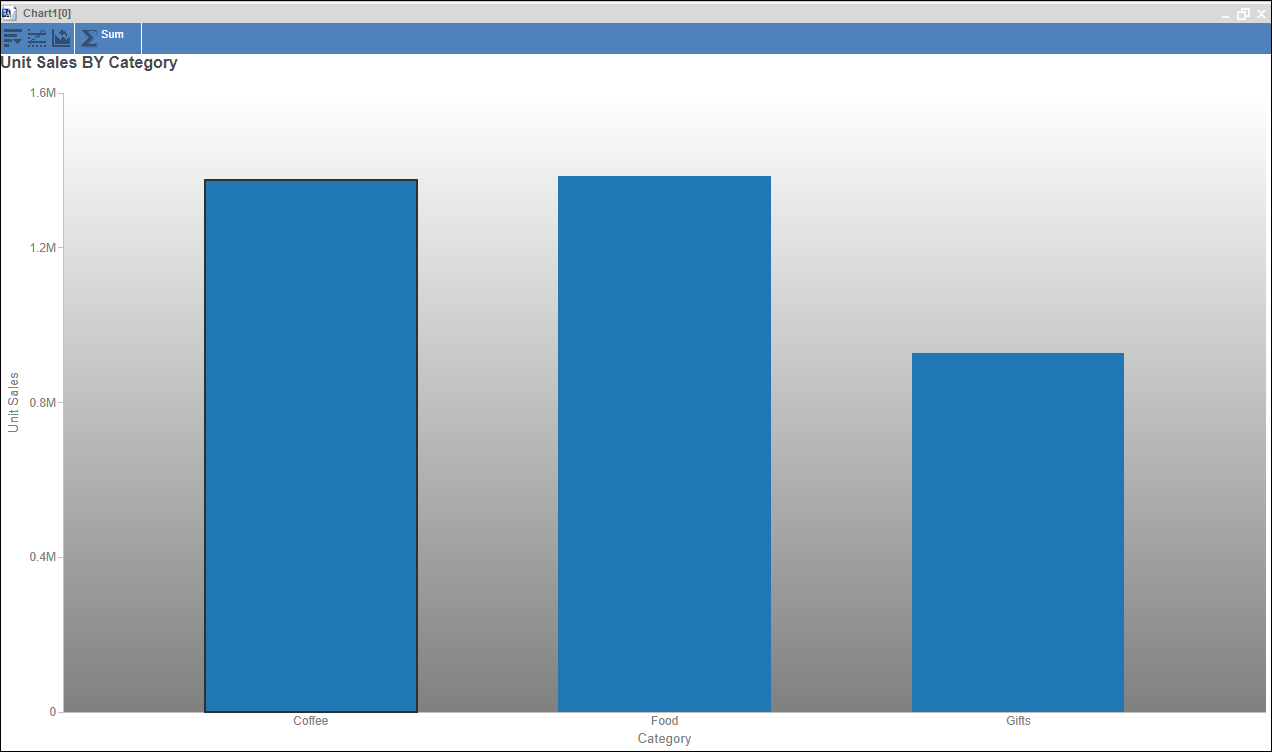 Chart1[0]
Sum
Unit Sales BY Category
1.6M
1.2M
0.8M
0.4M
0
Unit Sales
Coffee
Food
Gifts
Category